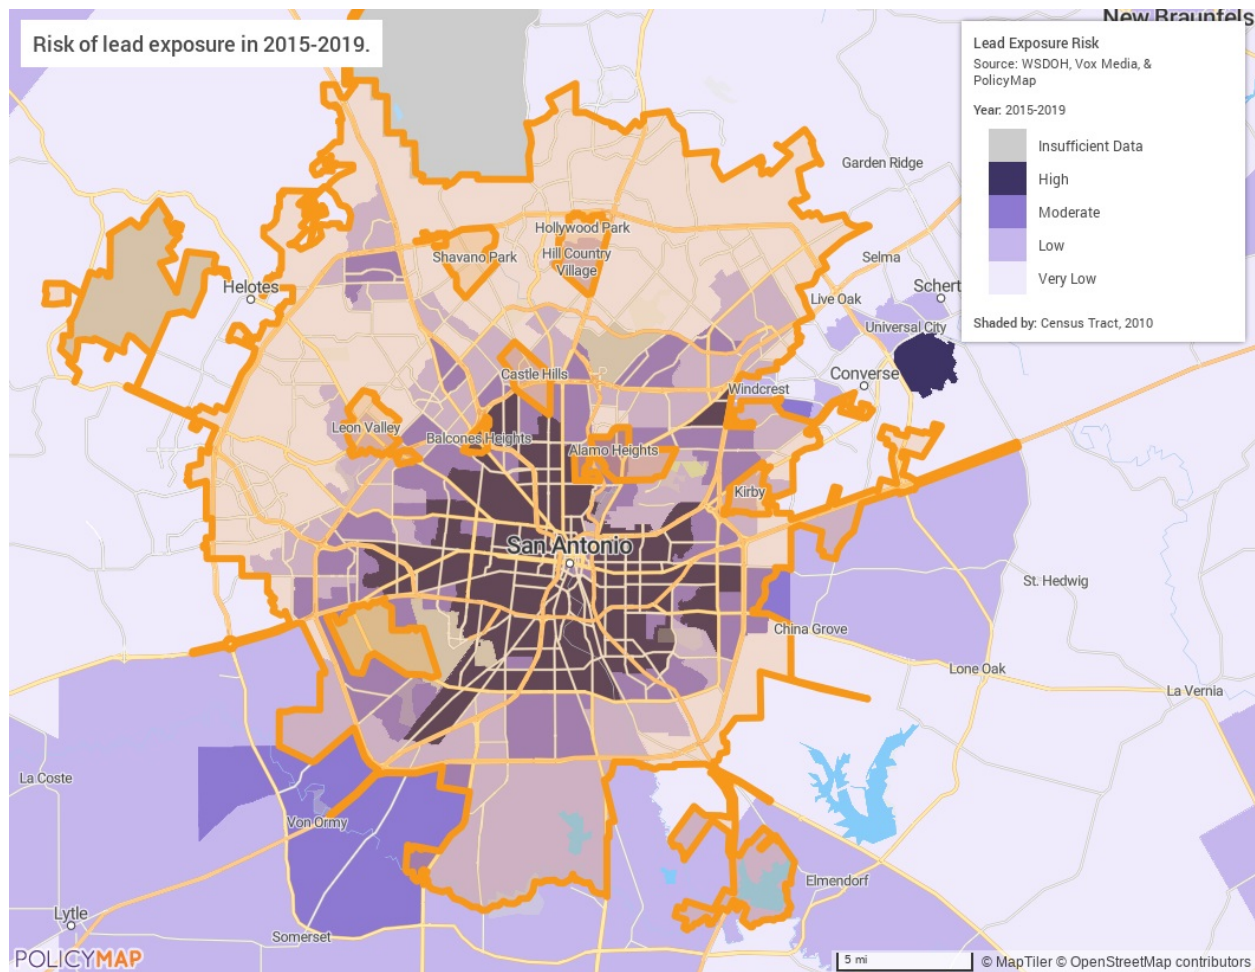 Risk of lead exposure in 2015-2019.
New Braunfels
Lead Exposure Risk
Source: WSDOH, Vox Media, &
PolicyMap
Year: 2015-2019
Insufficient Data
High
Moderate
Low
Very Low
Shaded by: Census Tract, 2010
Garden Ridge
Hollywood Park
Shavano Park
Hill Country
Village
Selma
Helotes
Schert
Live Oak
Universal City
Castle Hills
Converse
Windcrest
Leon Valley
Balcones Heights
Alamo Heights
Kirby
San Antonio
St. Hedwig
China Grove
Lone Oak
La Vernia
La Coste
Von Ormy
Elmendorf
Lytle
Somerset
POLICYMAP
5 mi
© MapTiler © OpenStreetMap contributors